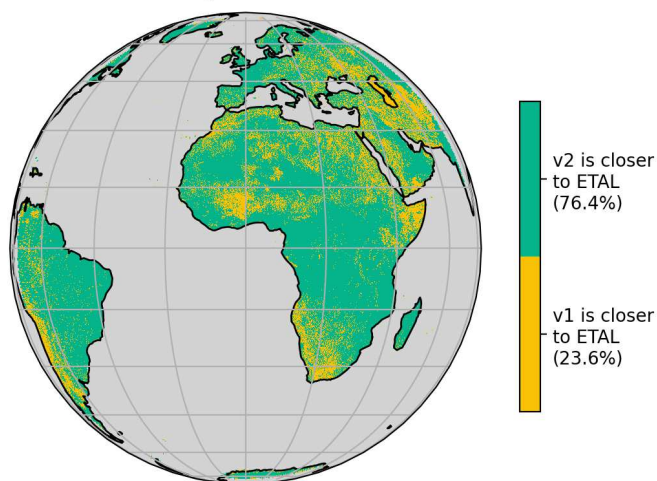 v2 is closer
to ETAL
(76.4%)
v1 is closer
to ETAL
(23.6%)